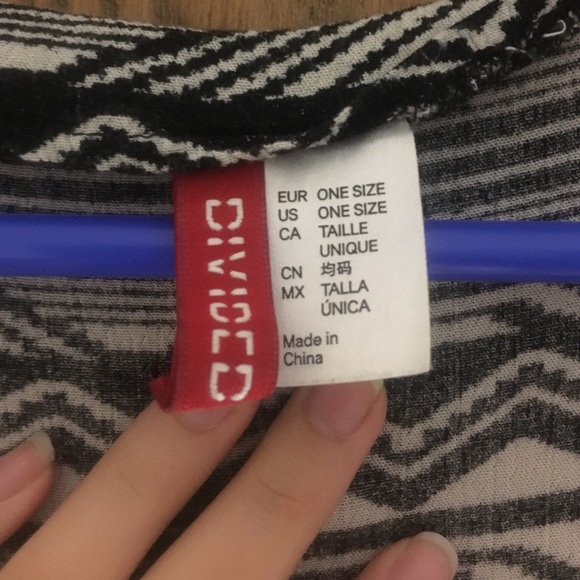 DIVIDED
EUR ONE SIZE
US ONE SIZE
CA TAILLE
UNIQUE
CN 均码
MX TALLA
ÚNICA
Made in
China